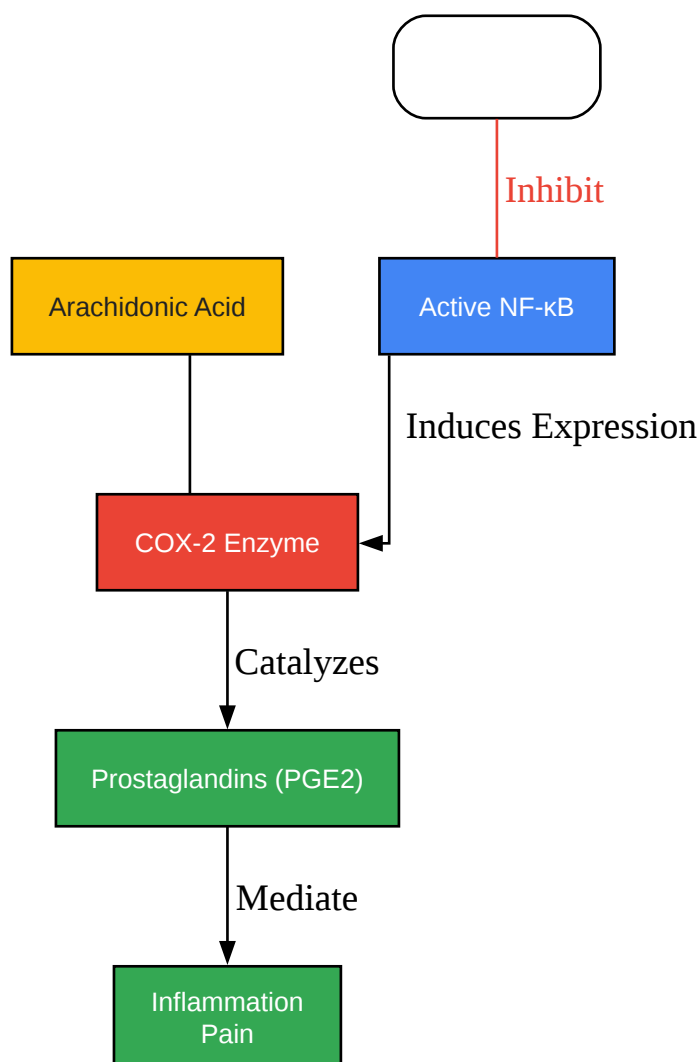 Inhibit
Arachidonic Acid
Active NF-κB
Induces Expression
COX-2 Enzyme
Catalyzes
Prostaglandins (PGE2)
Mediate
Inflammation
Pain